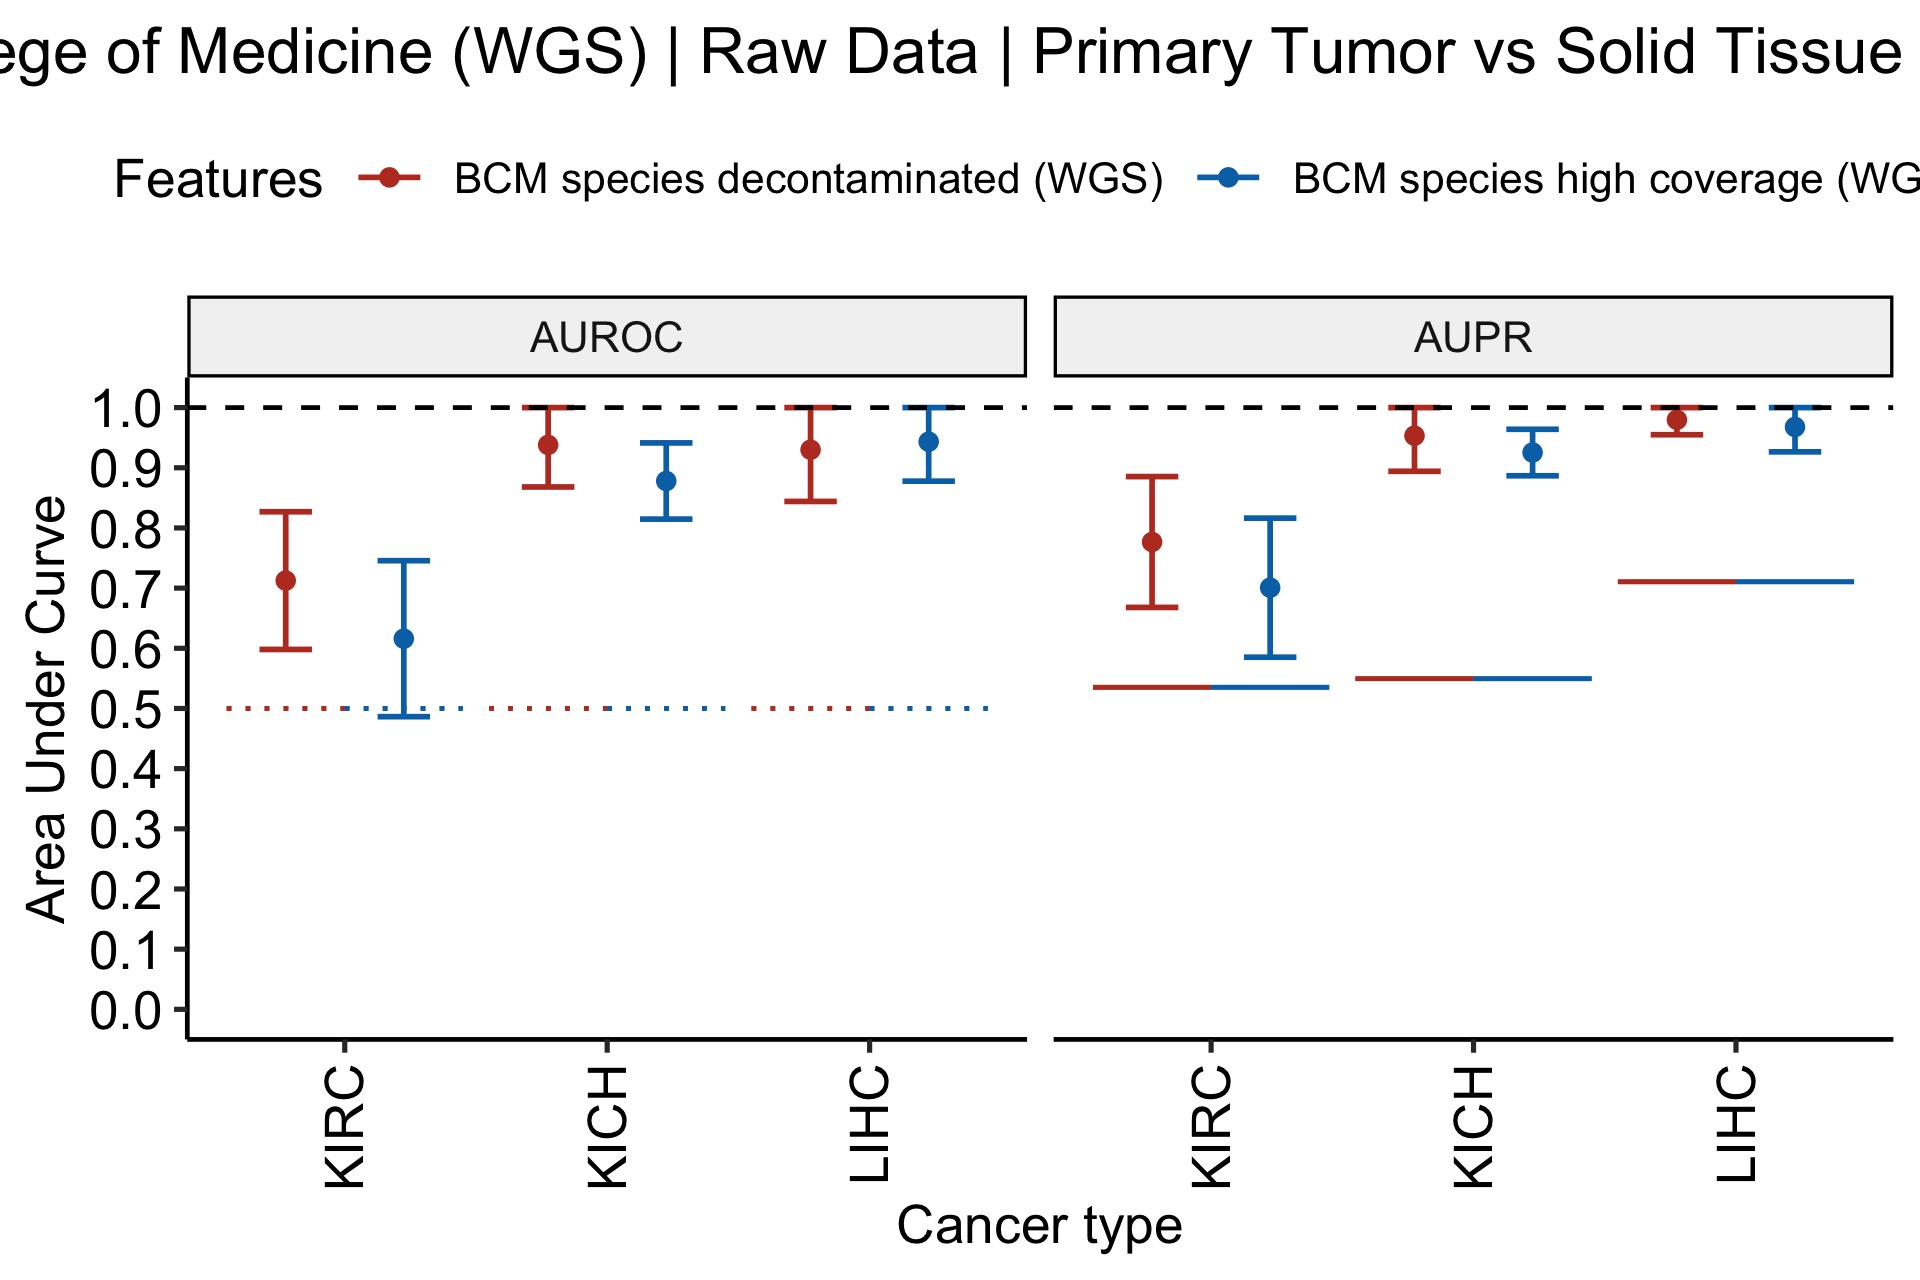 ege of Medicine (WGS) | Raw Data | Primary Tumor vs Solid Tissue
Features BCM species decontaminated (WGS) BCM species high coverage (WG
AUROC AUPR
Area Under Curve
1.0
0.9
0.8
0.7
0.6
0.5
0.4
0.3
0.2
0.1
0.0
KIRC KICH LIHC KIRC KICH LIHC
Cancer type